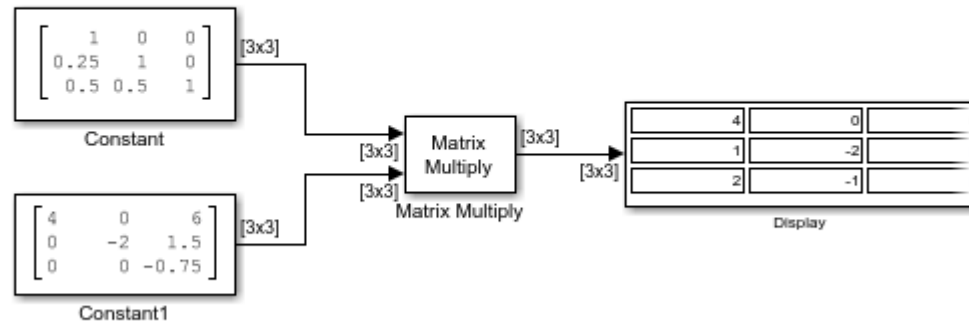 1 0 0
0.25 1 0
0.5 0.5 1
[3x3]
Constant
4 0 6
0 -2 1.5
0 0 -0.75
[3x3]
Constant1
[3x3]
[3x3]
Matrix
Multiply
Matrix Multiply
[3x3]
[3x3]
4 0
1 -2
2 -1
Display